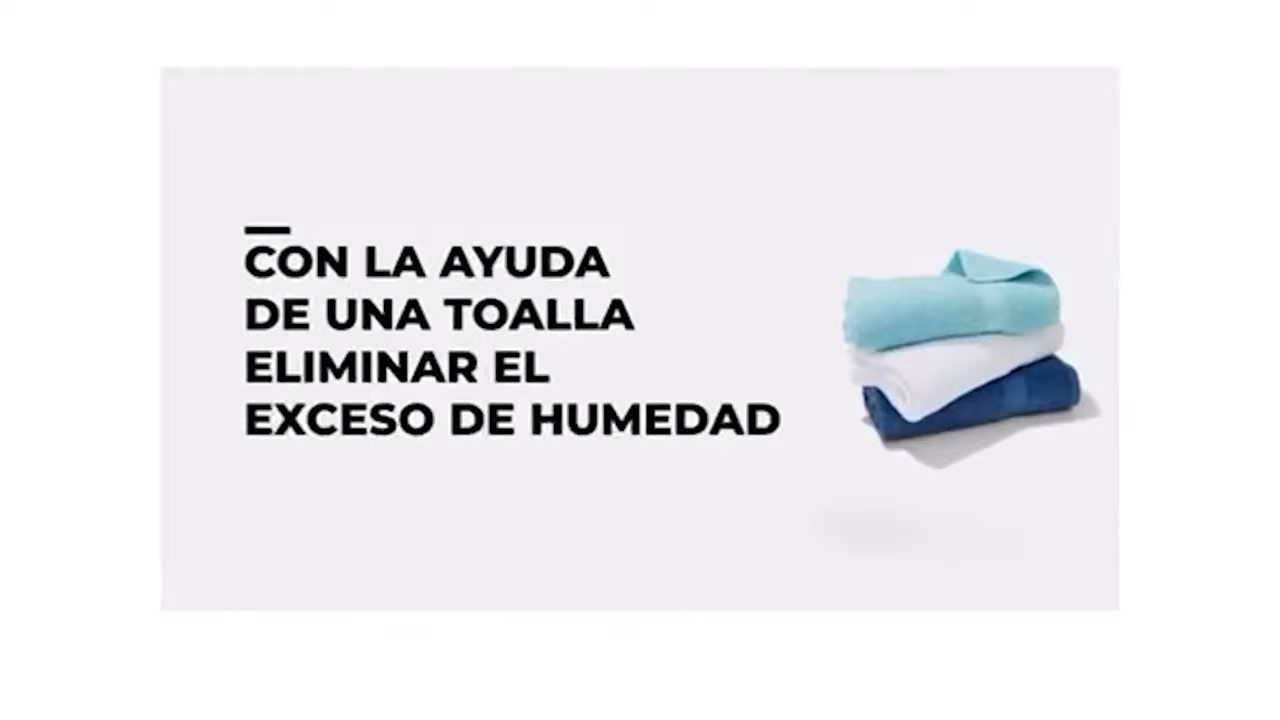 CON LA AYUDA
DE UNA TOALLA
ELIMINAR EL
EXCESO DE HUMEDAD